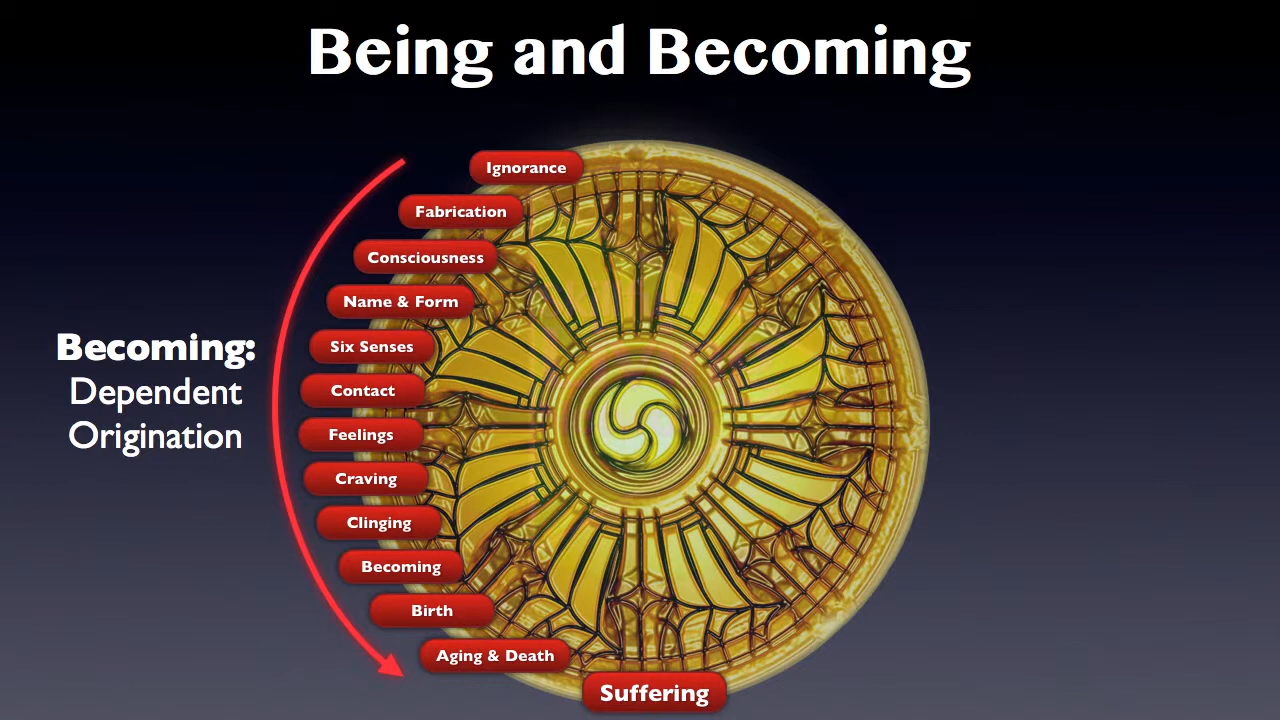 Being and Becoming
Ignorance
Fabrication
Consciousness
Name & Form
Six Senses
Contact
Feelings
Craving
Clinging
Becoming
Birth
Aging & Death
Suffering
Becoming:
Dependent
Origination